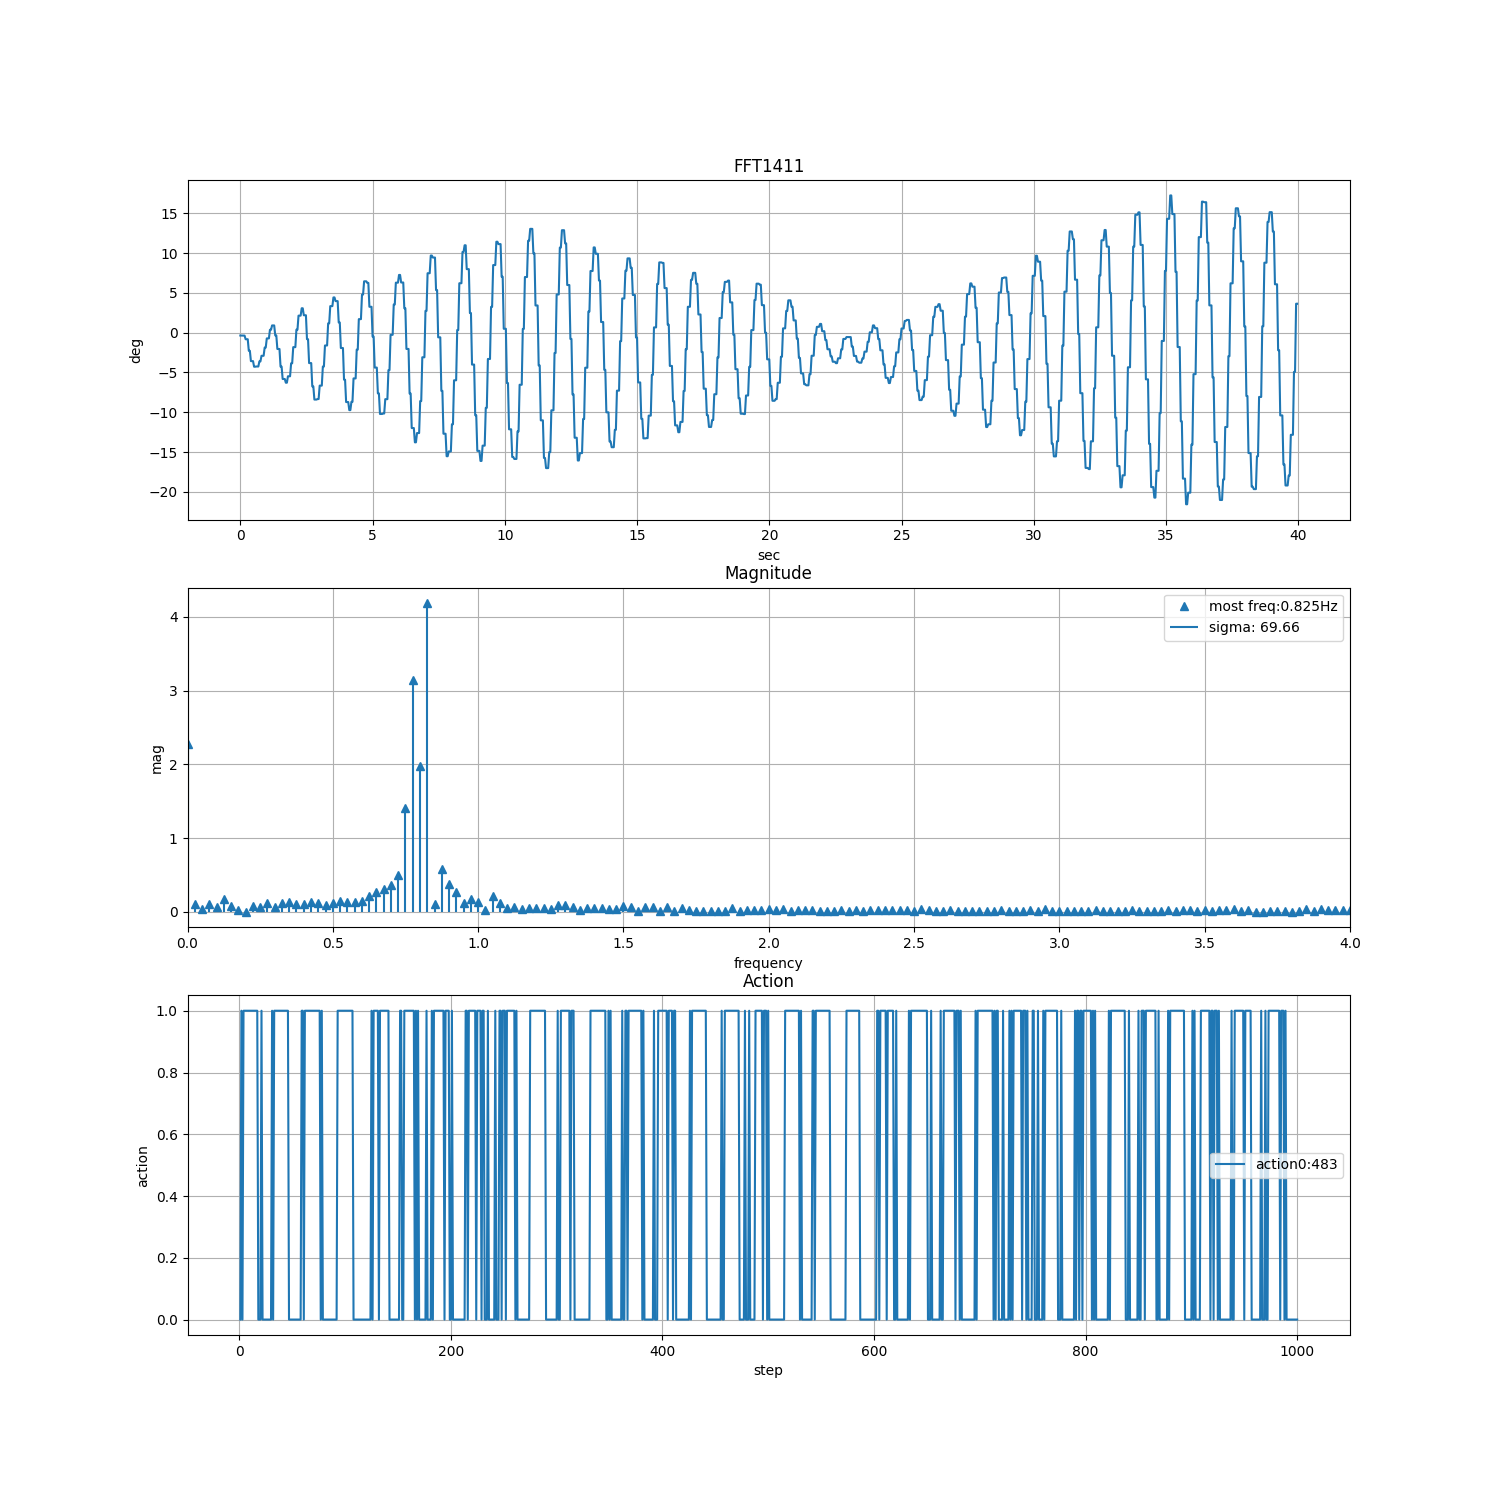 FFT1411
15
10
5
0
−5
−10
−15
−20
deg
0 5 10 15 20 25 30 35 40
sec
Magnitude
4
3
2
1
0
mag
most freq:0.825Hz
sigma: 69.66
0.0 0.5 1.0 1.5 2.0 2.5 3.0 3.5 4.0
frequency
Action
1.0
0.8
0.6
0.4
0.2
0.0
action
action0:483
0 200 400 600 800 1000
step